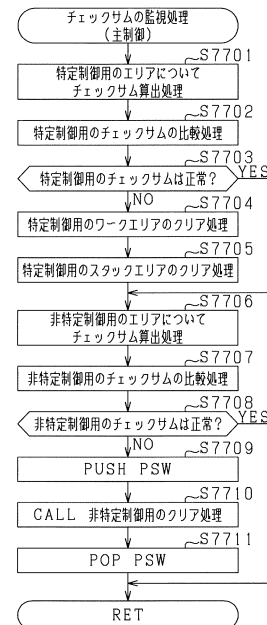 チェックサムの監視処理
(主制御)
S7701
特定制御用のエリアについて
チェックサム算出処理
S7702
特定制御用のチェックサムの比較処理
S7703
特定制御用のチェックサムは正常?
YES
NO
S7704
特定制御用のワークエリアのクリア処理
S7705
特定制御用のスタックエリアのクリア処理
S7706
非特定制御用のエリアについて
チェックサム算出処理
S7707
非特定制御用のチェックサムの比較処理
S7708
非特定制御用のチェックサムは正常?
YES
NO
S7709
PUSH PSW
S7710
CALL 非特定制御用のクリア処理
S7711
POP PSW
RET